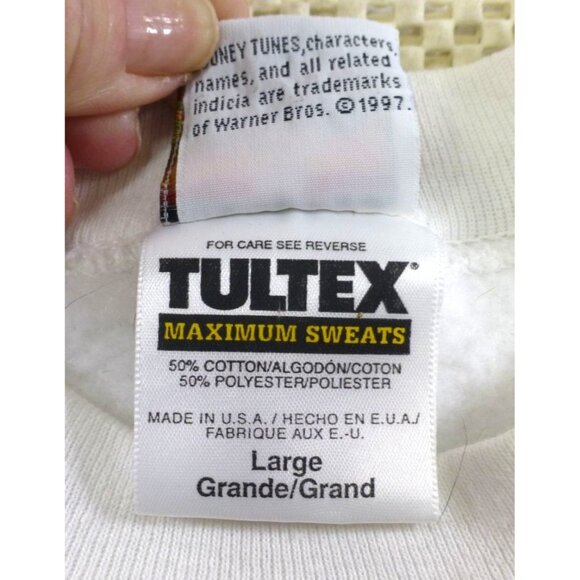 TUNES, characters,
names, and all related
indicia are trademarks
of Warner Bros. ©1997.
FOR CARE SEE REVERSE
TULTEX®
MAXIMUM SWEATS
50% COTTON/ALGODÓN/COTON
50% POLYESTER/POLIESTER
MADE IN U.S.A. / HECHO EN E.U.A./
FABRIQUE AUX E.-U.
Large
Grande/Grand